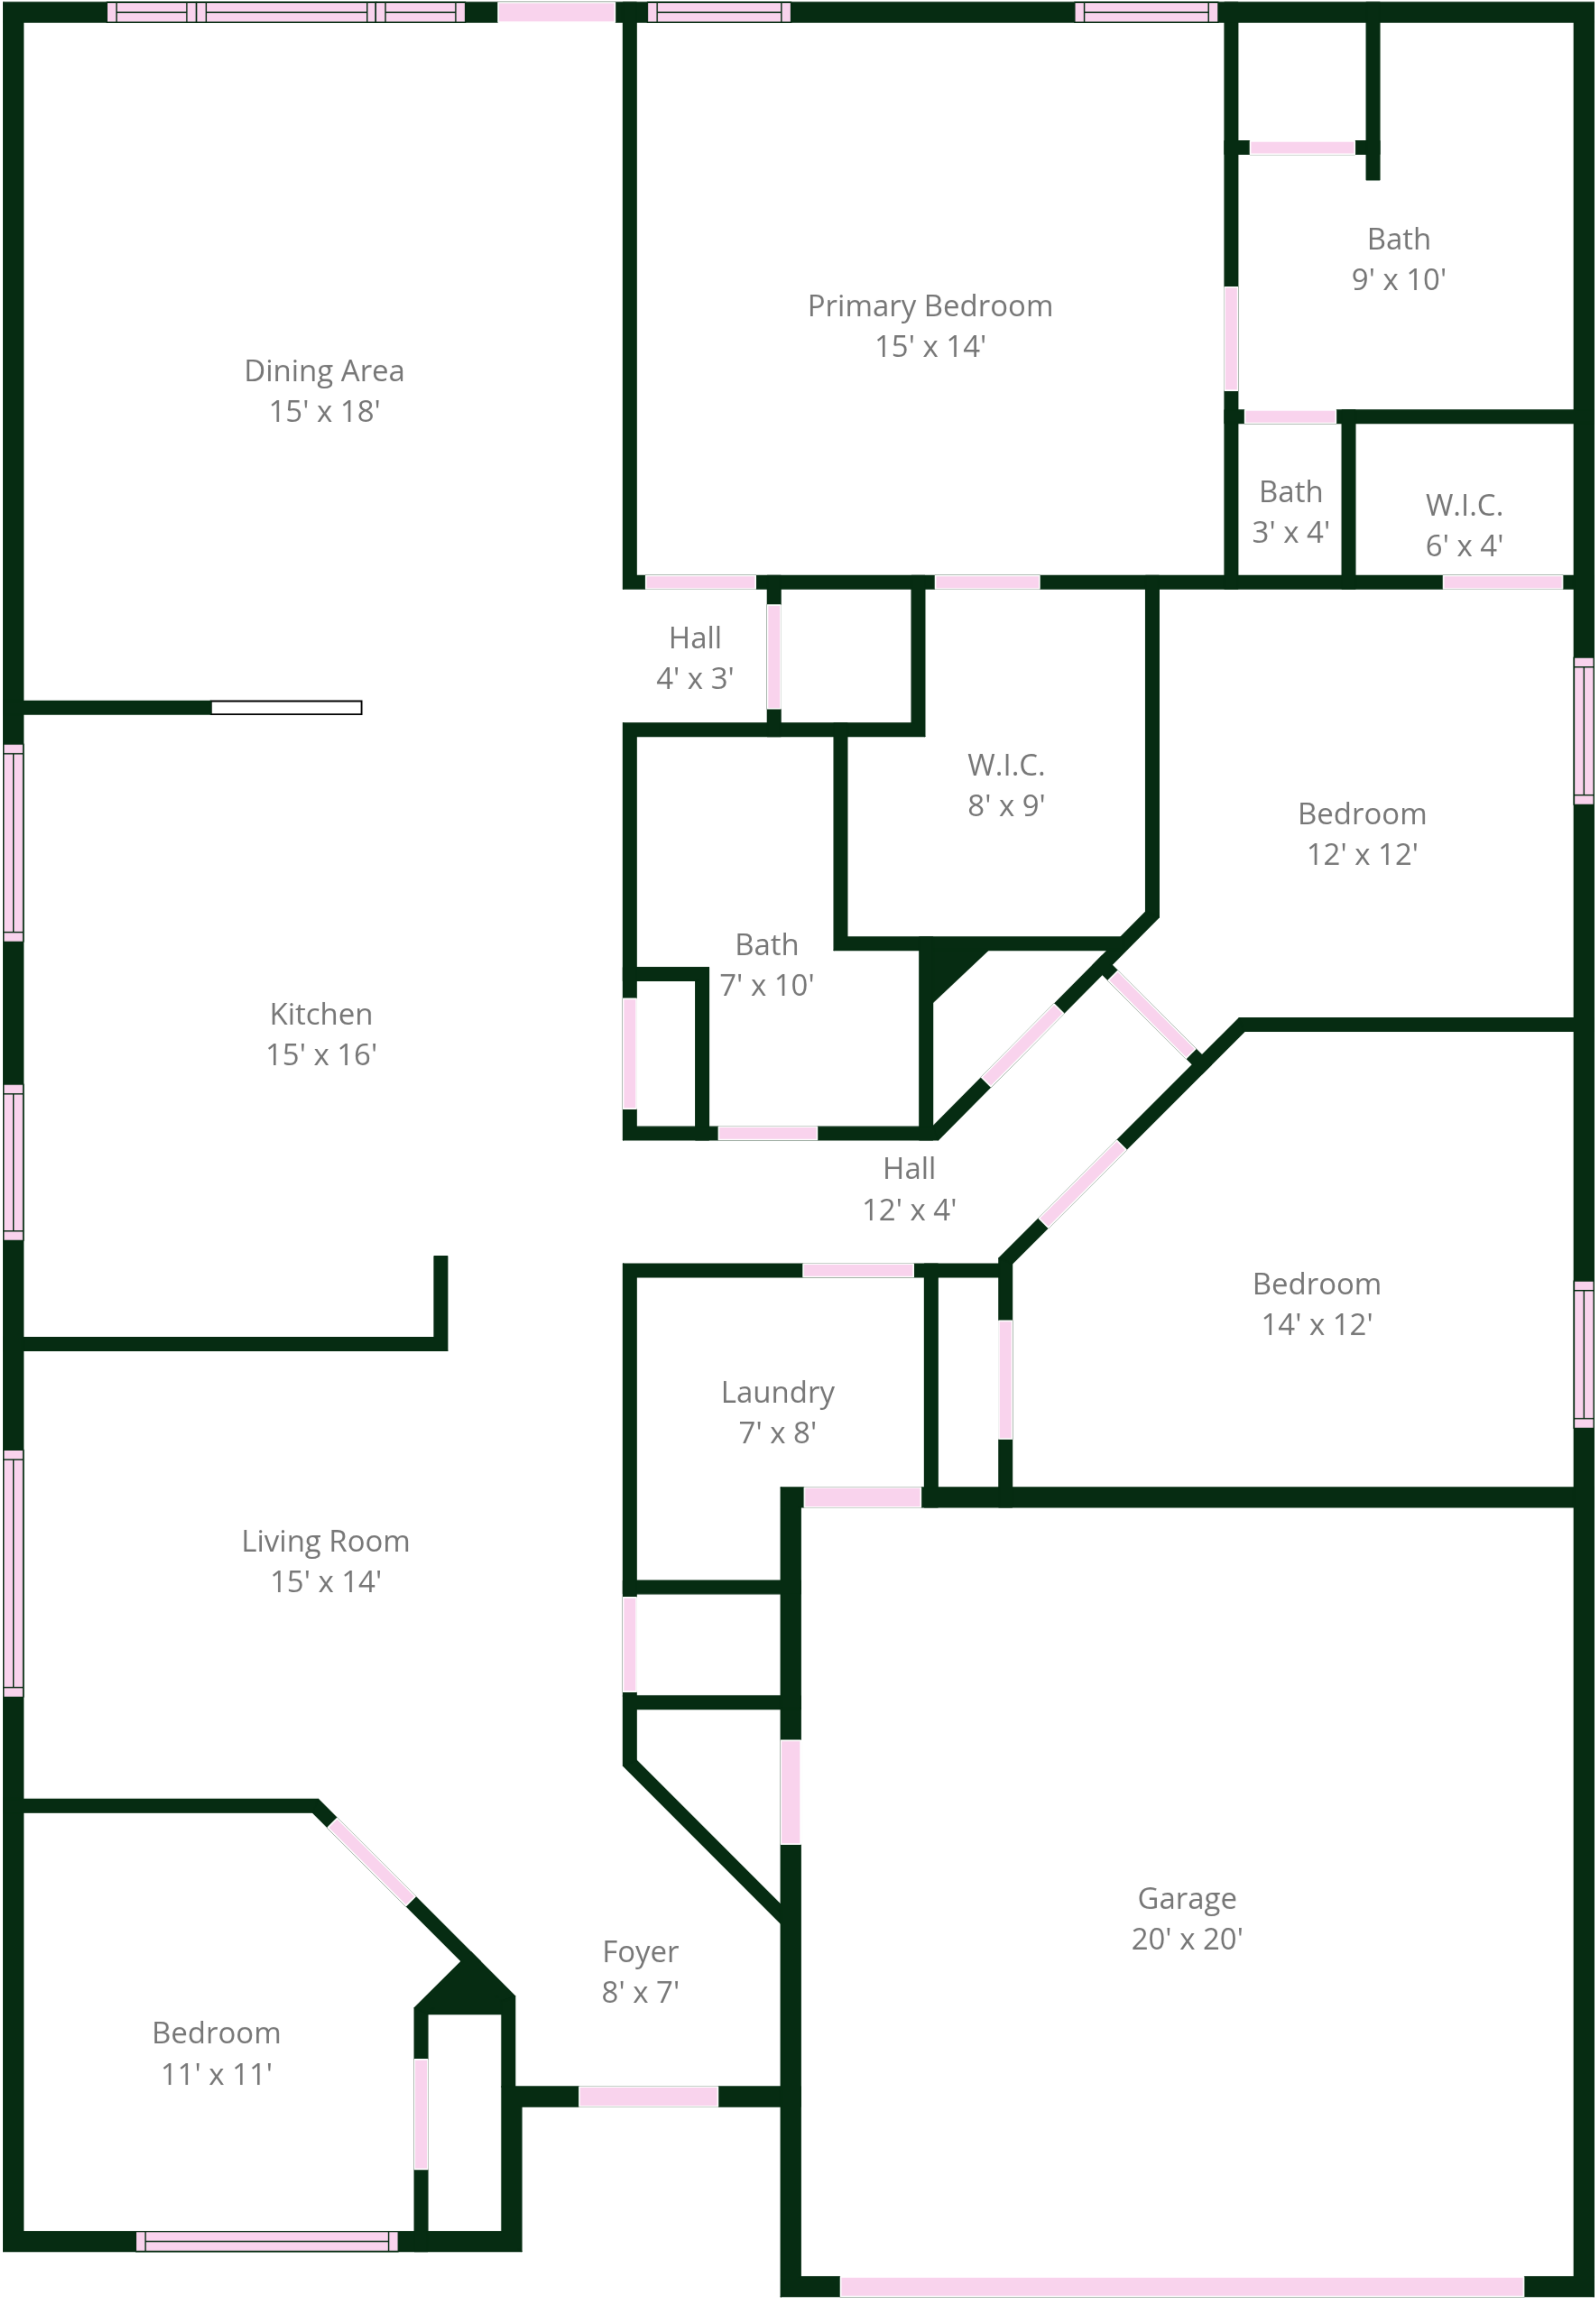 Bath
9' x 10'
Primary Bedroom
15' x 14'
Dining Area
15' x 18'
Bath
3' x 4'
W.I.C.
6' x 4'
Hall
4' x 3'
W.I.C.
8' x 9'
Bedroom
12' x 12'
Bath
7' x 10'
Kitchen
15' x 16'
Hall
12' x 4'
Bedroom
14' x 12'
Laundry
7' x 8'
Living Room
15' x 14'
Garage
20' x 20'
Foyer
8' x 7'
Bedroom
11' x 11'